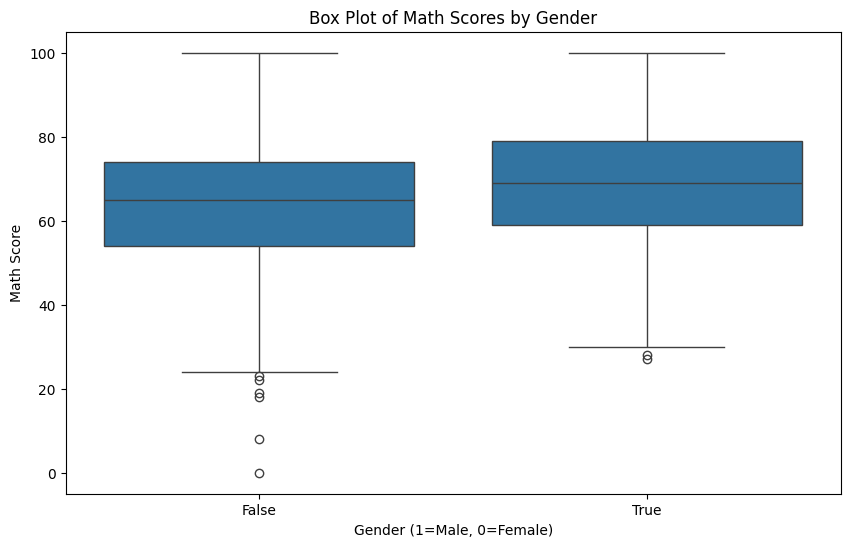 Box Plot of Math Scores by Gender
100
80
60
40
20
0
Math Score
False
True
Gender (1=Male, 0=Female)